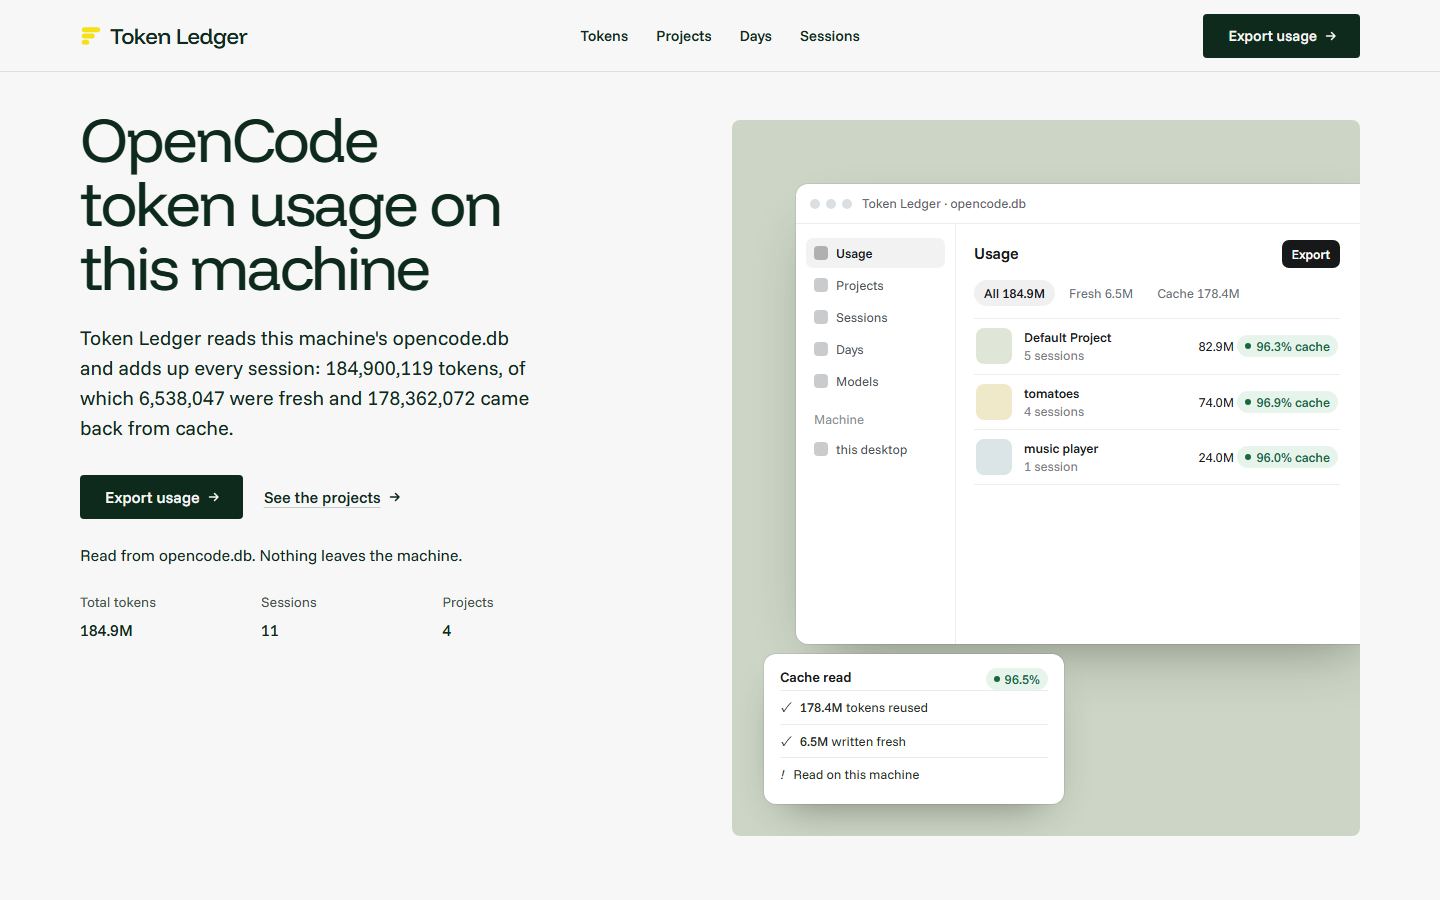 Token Ledger
Tokens
Projects
Days
Sessions
Export usage →
OpenCode
token usage on
this machine
Token Ledger reads this machine's opencode.db
and adds up every session: 184,900,119 tokens, of
which 6,538,047 were fresh and 178,362,072 came
back from cache.
Export usage →
See the projects →
Read from opencode.db. Nothing leaves the machine.
Total tokens
184.9M
Sessions
11
Projects
4
Token Ledger · opencode.db
Usage
Projects
Sessions
Days
Models
Machine
this desktop
Usage
Export
All 184.9M
Fresh 6.5M
Cache 178.4M
Default Project
5 sessions
82.9M
96.3% cache
tomatoes
4 sessions
74.0M
96.9% cache
music player
1 session
24.0M
96.0% cache
Cache read
96.5%
✓ 178.4M tokens reused
✓ 6.5M written fresh
! Read on this machine